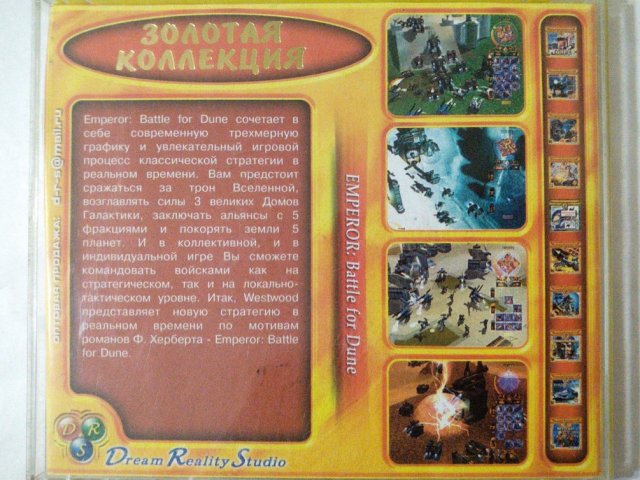 ЗОЛОТАЯ
КОЛЛЕКЦИЯ
Emperor: Battle for Dune сочетает в
себе современную трехмерную
графику и увлекательный игровой
процесс классической стратегии в
реальном времени. Вам предстоит
сражаться за трон Вселенной,
возглавлять силы 3 великих Домов
Галактики, заключать альянсы с 5
фракциями и покорять земли 5
планет. И в коллективной, и в
индивидуальной игре Вы сможете
командовать войсками как на
стратегическом, так и на локально-
тактическом уровне. Итак, Westwood
представляет новую стратегию в
реальном времени по мотивам
романов Ф. Херберта - Emperor: Battle
for Dune.
ОПТОВАЯ ПРОДАЖА: d-r-s@mail.ru
EMPEROR: Battle for Dune
D R S
Dream Reality Studio